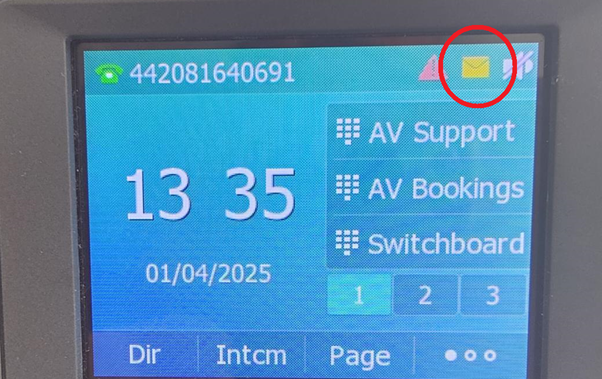 442081640691
AV Support
13 35
AV Bookings
Switchboard
01/04/2025
1 2 3
Dir Intcm Page